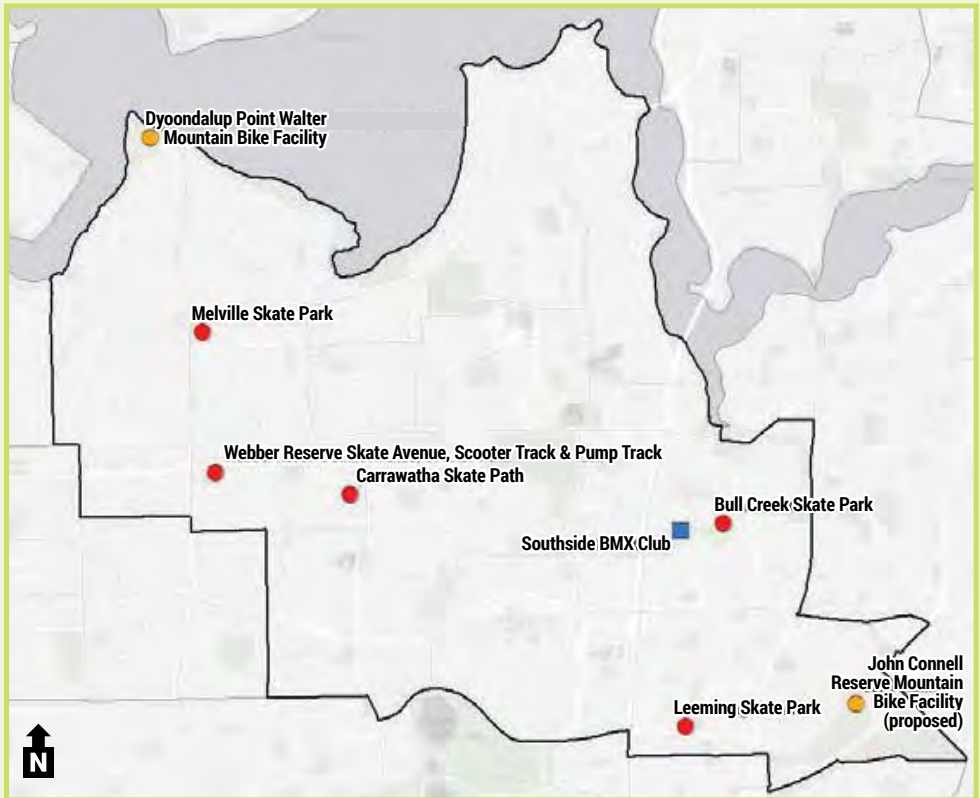 Dyoondalup Point Walter
Mountain Bike Facility
Melville Skate Park
Webber Reserve Skate Avenue, Scooter Track & Pump Track
Carrawatha Skate Path
Bull Creek Skate Park
Southside BMX Club
John Connell
Reserve Mountain
Bike Facility
(proposed)
Leeming Skate Park
N